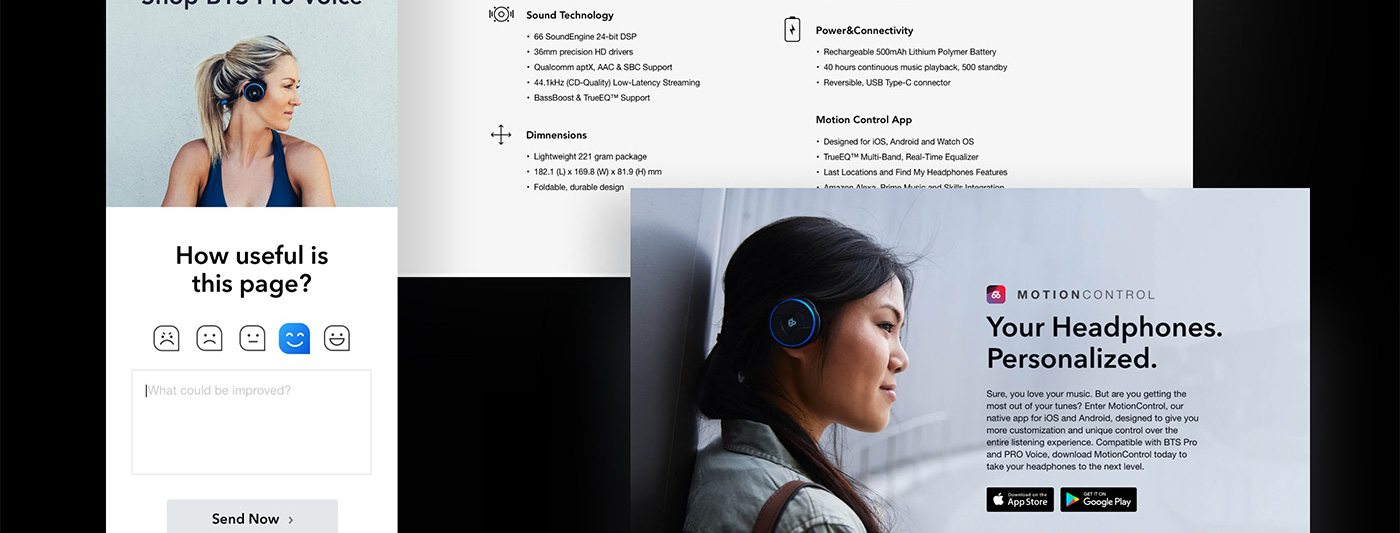 Shop BTS Pro Voice
How useful is
this page?
What could be improved?
Send Now ›
Sound Technology
• 66 SoundEngine 24-bit DSP
• 36mm precision HD drivers
• Qualcomm aptX, AAC & SBC Support
• 44.1kHz (CD-Quality) Low-Latency Streaming
• BassBoost & TrueEQ™ Support
Dimnensions
• Lightweight 221 gram package
• 182.1 (L) x 169.8 (W) x 81.9 (H) mm
• Foldable, durable design
Power&Connectivity
• Rechargeable 500mAh Lithium Polymer Battery
• 40 hours continuous music playback, 500 standby
• Reversible, USB Type-C connector
Motion Control App
• Designed for iOS, Android and Watch OS
• TrueEQ™ Multi-Band, Real-Time Equalizer
• Last Locations and Find My Headphones Features
• Amazon Alexa, Prime Music and Skills Integration
66 MOTIONCONTROL
Your Headphones.
Personalized.
Sure, you love your music. But are you getting the
most out of your tunes? Enter MotionControl, our
native app for iOS and Android, designed to give you
more customization and unique control over the
entire listening experience. Compatible with BTS Pro
and PRO Voice, download MotionControl today to
take your headphones to the next level.
Download on the
App Store
GET IT ON
Google Play